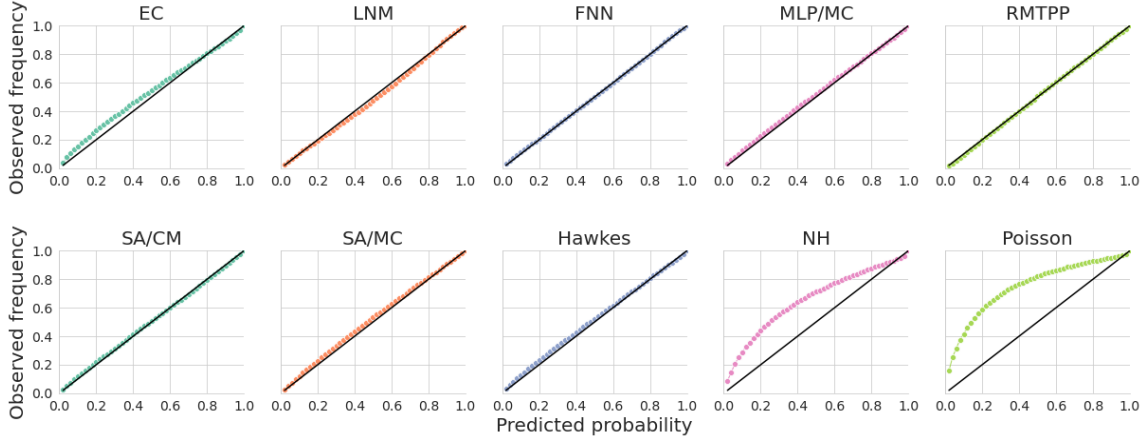 EC LNM FNN MLP/MC RMTPP
Observed frequency
1.0
0.8
0.6
0.4
0.2
0.0
0.0 0.2 0.4 0.6 0.8 1.0 0.0 0.2 0.4 0.6 0.8 1.0 0.0 0.2 0.4 0.6 0.8 1.0 0.0 0.2 0.4 0.6 0.8 1.0 0.0 0.2 0.4 0.6 0.8 1.0
SA/CM SA/MC Hawkes NH Poisson
Observed frequency
1.0
0.8
0.6
0.4
0.2
0.0
0.0 0.2 0.4 0.6 0.8 1.0 0.0 0.2 0.4 0.6 0.8 1.0 0.0 0.2 0.4 0.6 0.8 1.0 0.0 0.2 0.4 0.6 0.8 1.0 0.0 0.2 0.4 0.6 0.8 1.0
Predicted probability